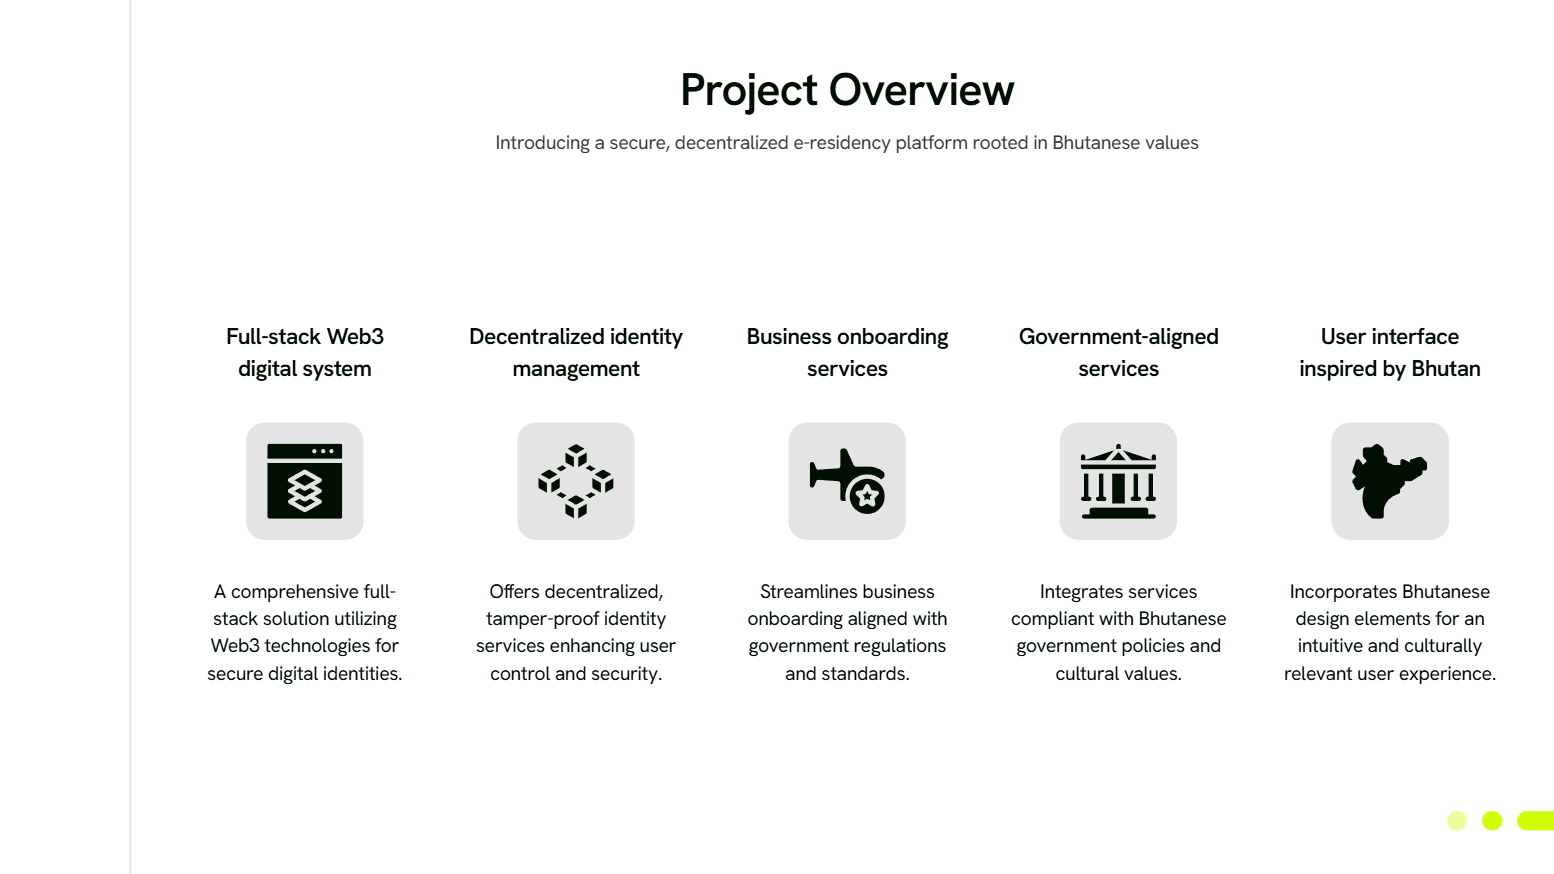 Project Overview
Introducing a secure, decentralized e-residency platform rooted in Bhutanese values
Full-stack Web3
digital system
A comprehensive full-
stack solution utilizing
Web3 technologies for
secure digital identities.
Decentralized identity
management
Offers decentralized,
tamper-proof identity
services enhancing user
control and security.
Business onboarding
services
Streamlines business
onboarding aligned with
government regulations
and standards.
Government-aligned
services
Integrates services
compliant with Bhutanese
government policies and
cultural values.
User interface
inspired by Bhutan
Incorporates Bhutanese
design elements for an
intuitive and culturally
relevant user experience.